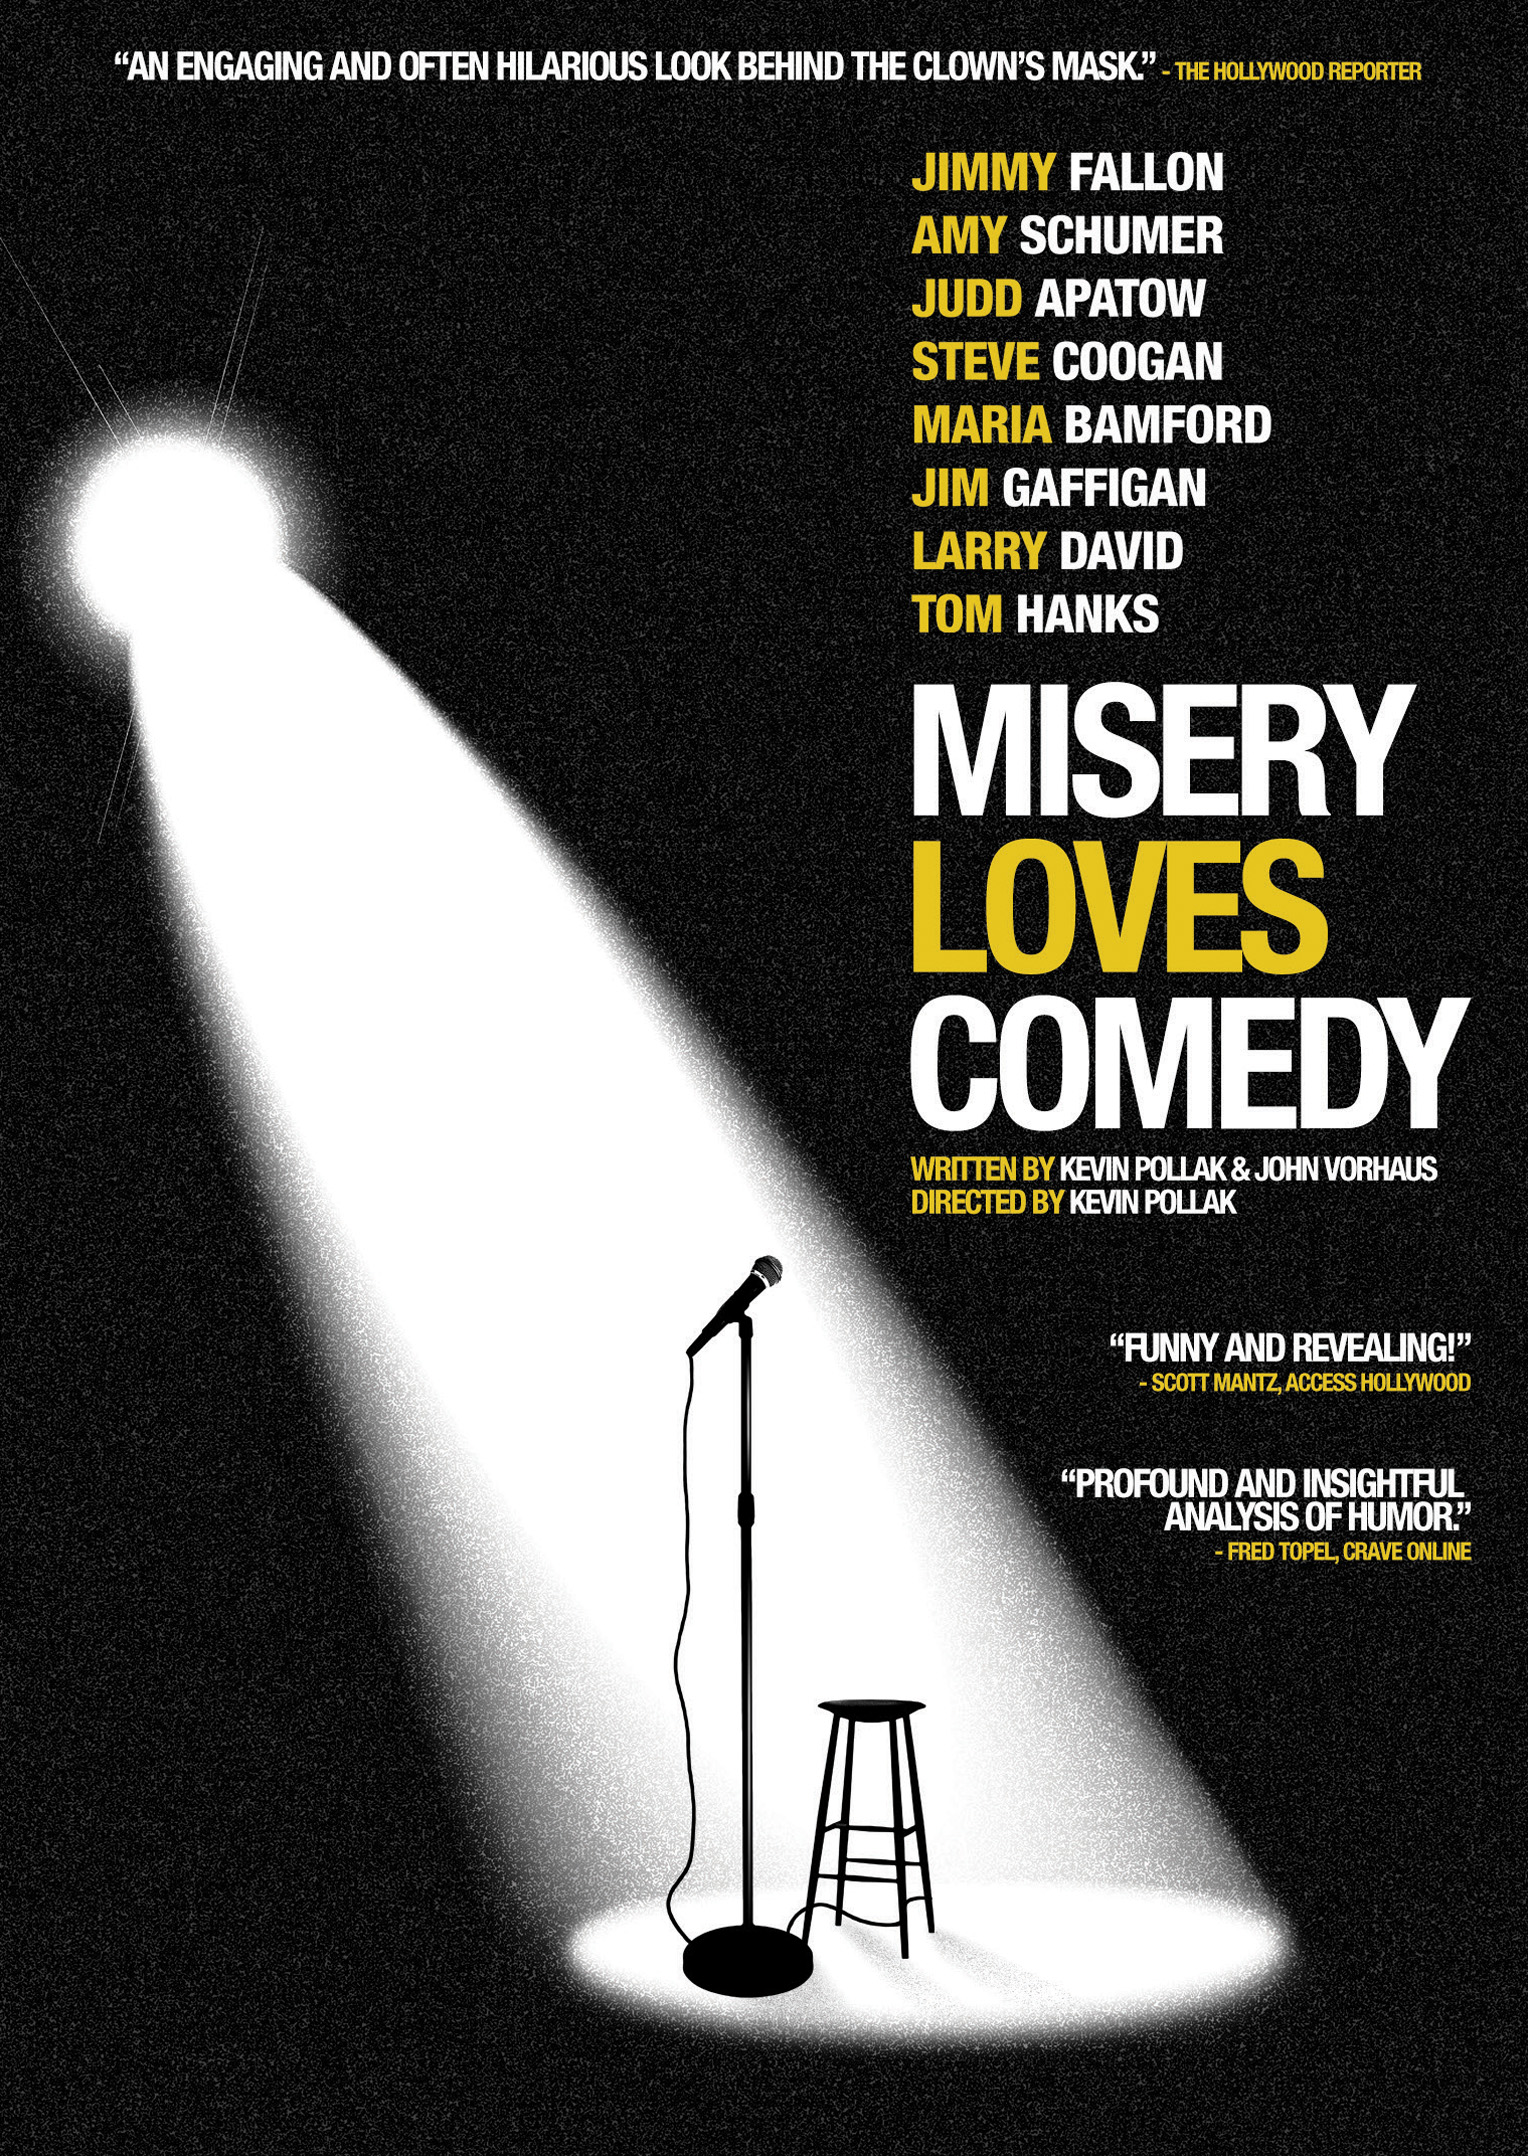 “AN ENGAGING AND OFTEN HILARIOUS LOOK BEHIND THE CLOWN’S MASK.” - THE HOLLYWOOD REPORTER
JIMMY FALLON
AMY SCHUMER
JUDD APATOW
STEVE COOGAN
MARIA BAMFORD
JIM GAFFIGAN
LARRY DAVID
TOM HANKS
MISERY
LOVES
COMEDY
WRITTEN BY KEVIN POLLAK & JOHN VORHAUS
DIRECTED BY KEVIN POLLAK
“FUNNY AND REVEALING!”
- SCOTT MANTZ, ACCESS HOLLYWOOD
“PROFOUND AND INSIGHTFUL
ANALYSIS OF HUMOR.”
- FRED TOPEL, CRAVE ONLINE